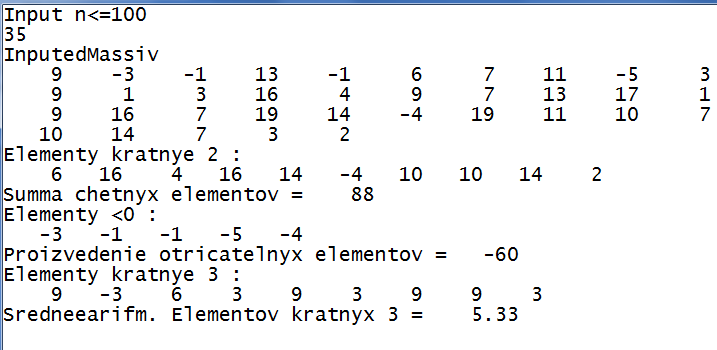 Input n<=100
35
InputedMassiv
9 -3 -1 13 -1 6 7 11 -5 3
9 1 3 16 4 9 7 13 17 1
9 16 7 19 14 -4 19 11 10 7
10 14 7 3 2
Elementy kratnye 2 :
6 16 4 16 14 -4 10 10 14 2
Summa chetnyx elementov = 88
Elementy <0 :
-3 -1 -1 -5 -4
Proizvedenie otricatelnyx elementov = -60
Elementy kratnye 3 :
9 -3 6 3 9 3 9 9 3
Sredneearifm. Elementov kratnyx 3 = 5.33